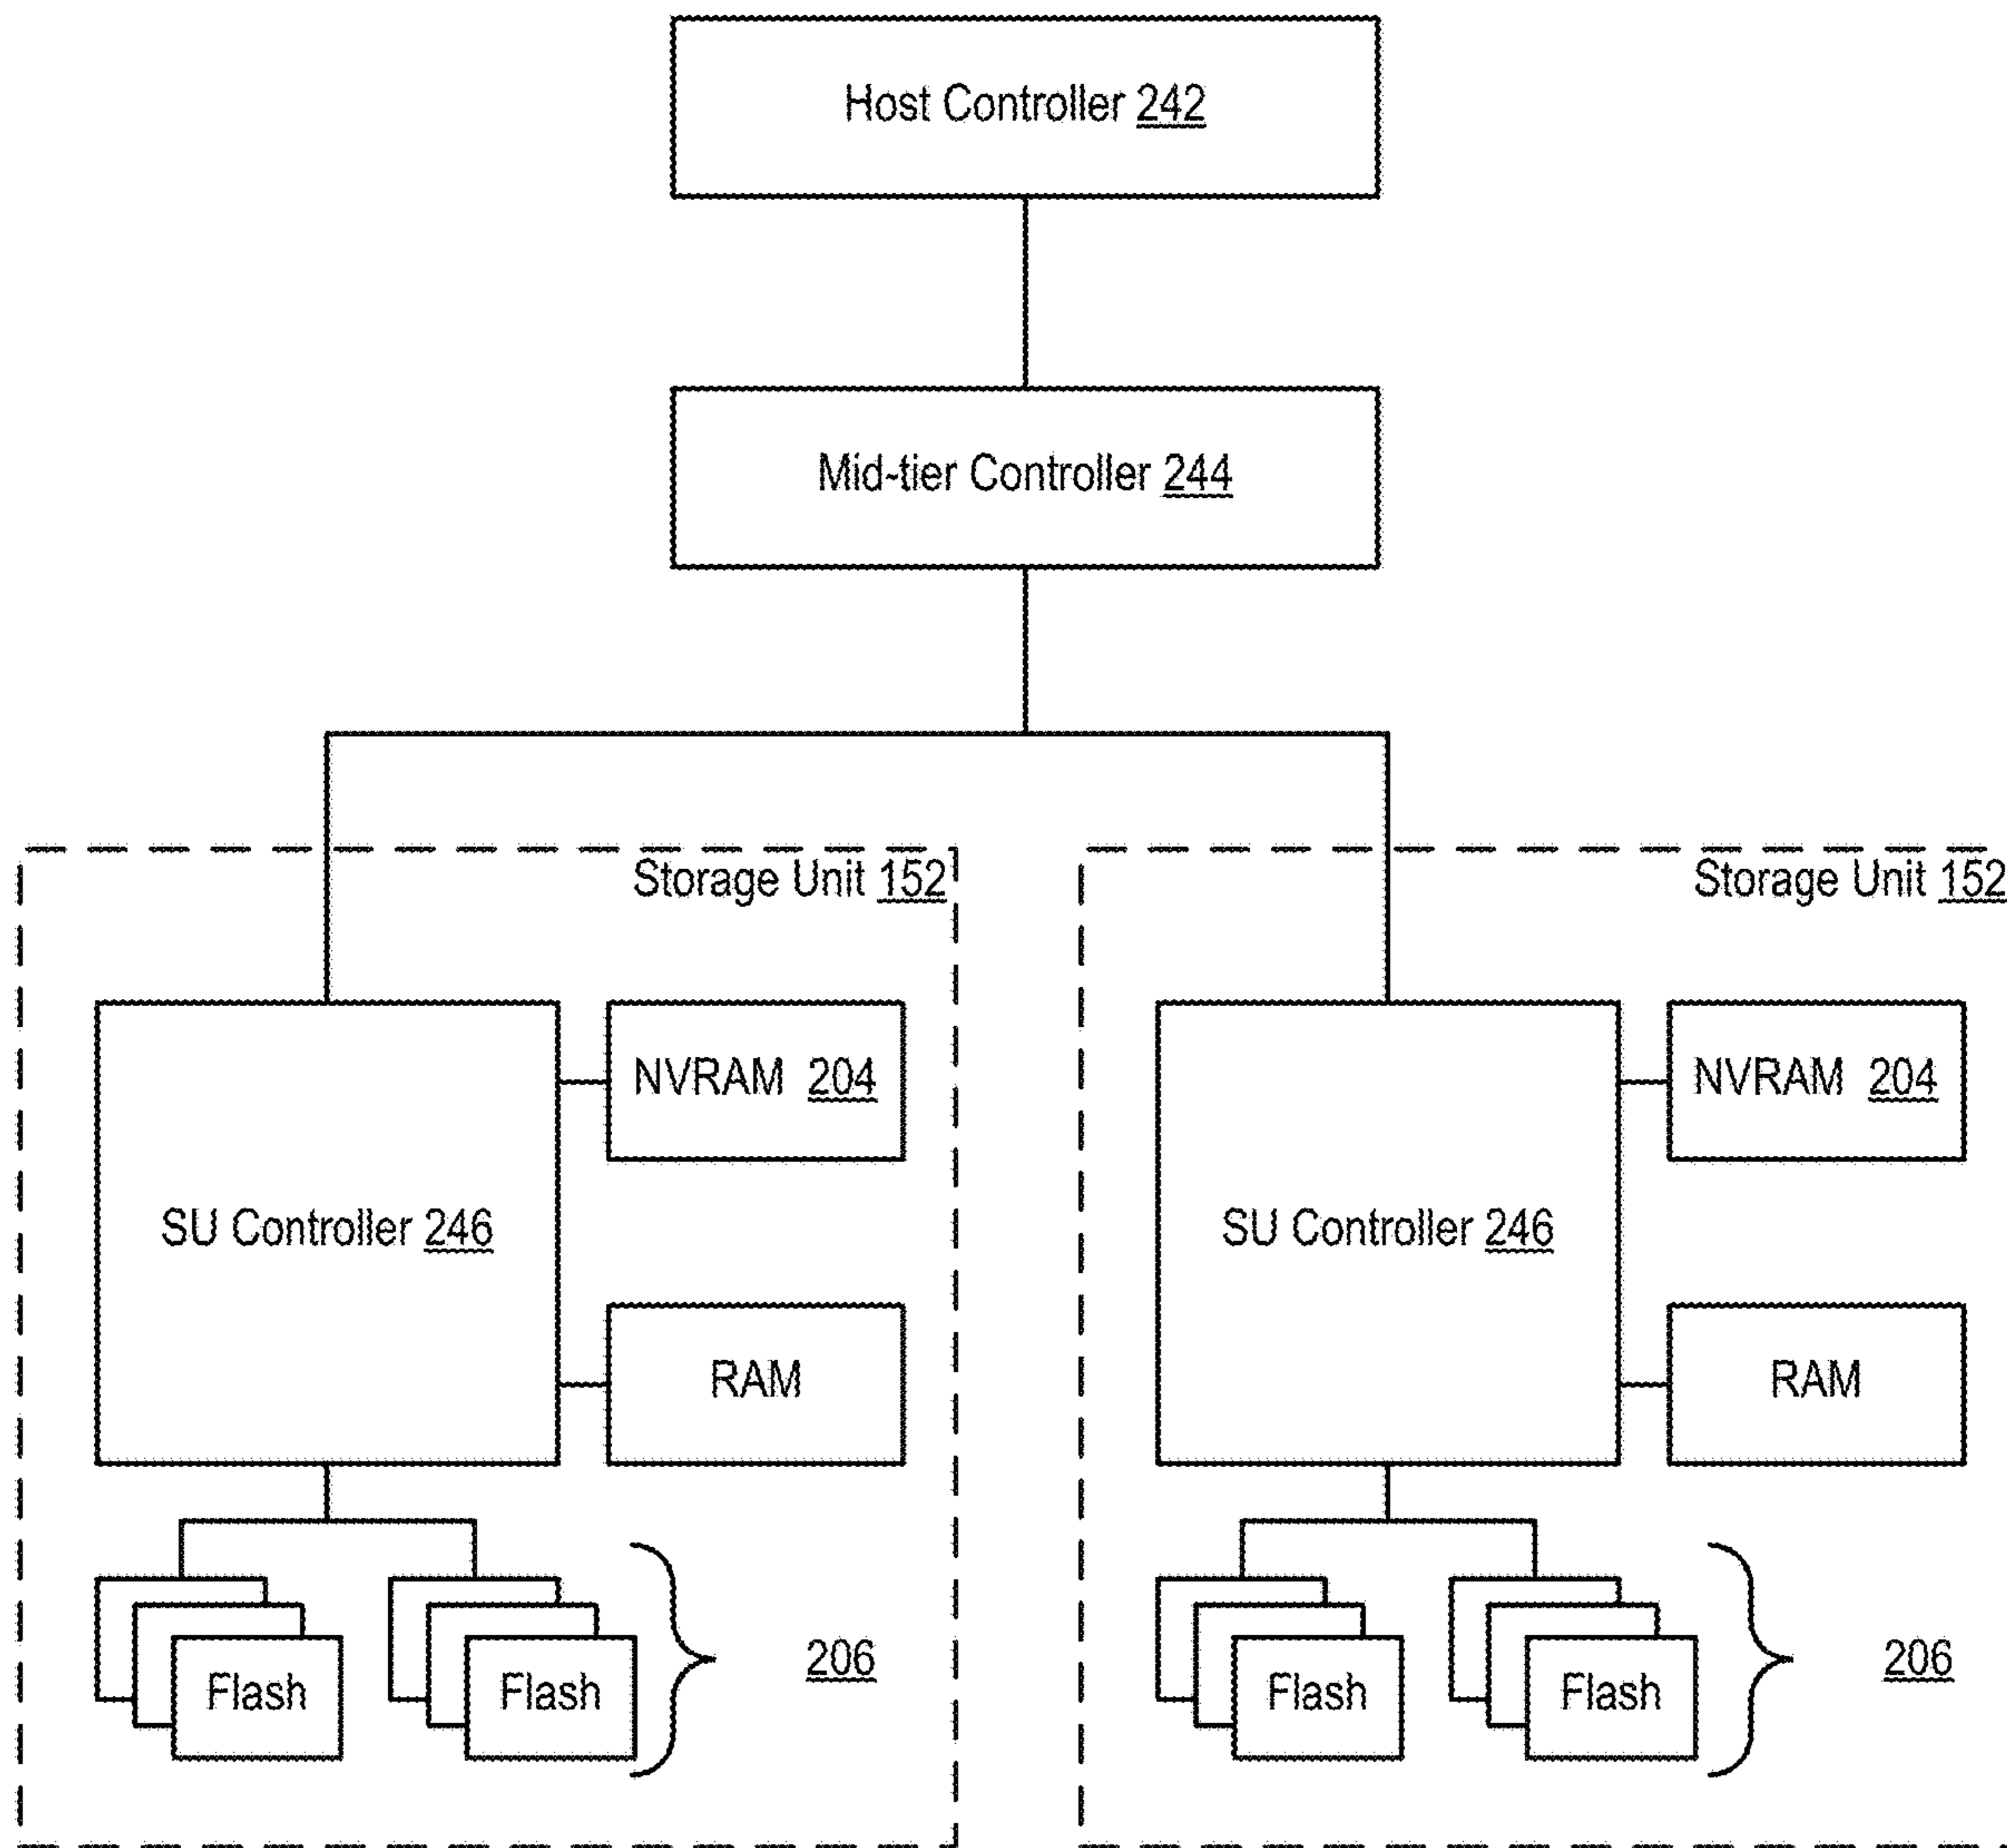 Host Controller 242
Mid-tier Controller 244
Storage Unit 152
Storage Unit 152
NVRAM 204
NVRAM 204
SU Controller 246
SU Controller 246
RAM
RAM
206
206
Flash
Flash
Flash
Flash